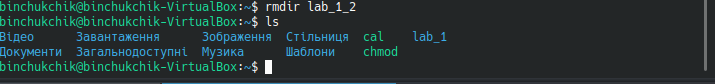 binchukchik@binchukchik-VirtualBox:~$ rmdir lab_1_2
binchukchik@binchukchik-VirtualBox:~$ ls
Відео Завантаження Зображення Стільниця cal lab_1
Документи Загальнодоступні Музика Шаблони chmod
binchukchik@binchukchik-VirtualBox:~$